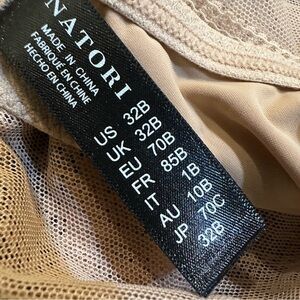 NATORI
MADE IN CHINA
FABRIQUE EN CHINE
HECHO EN CHINA
US 32B
UK 32B
EU 70B
FR 85B
IT 1B
AU 10B
JP 70C
32B